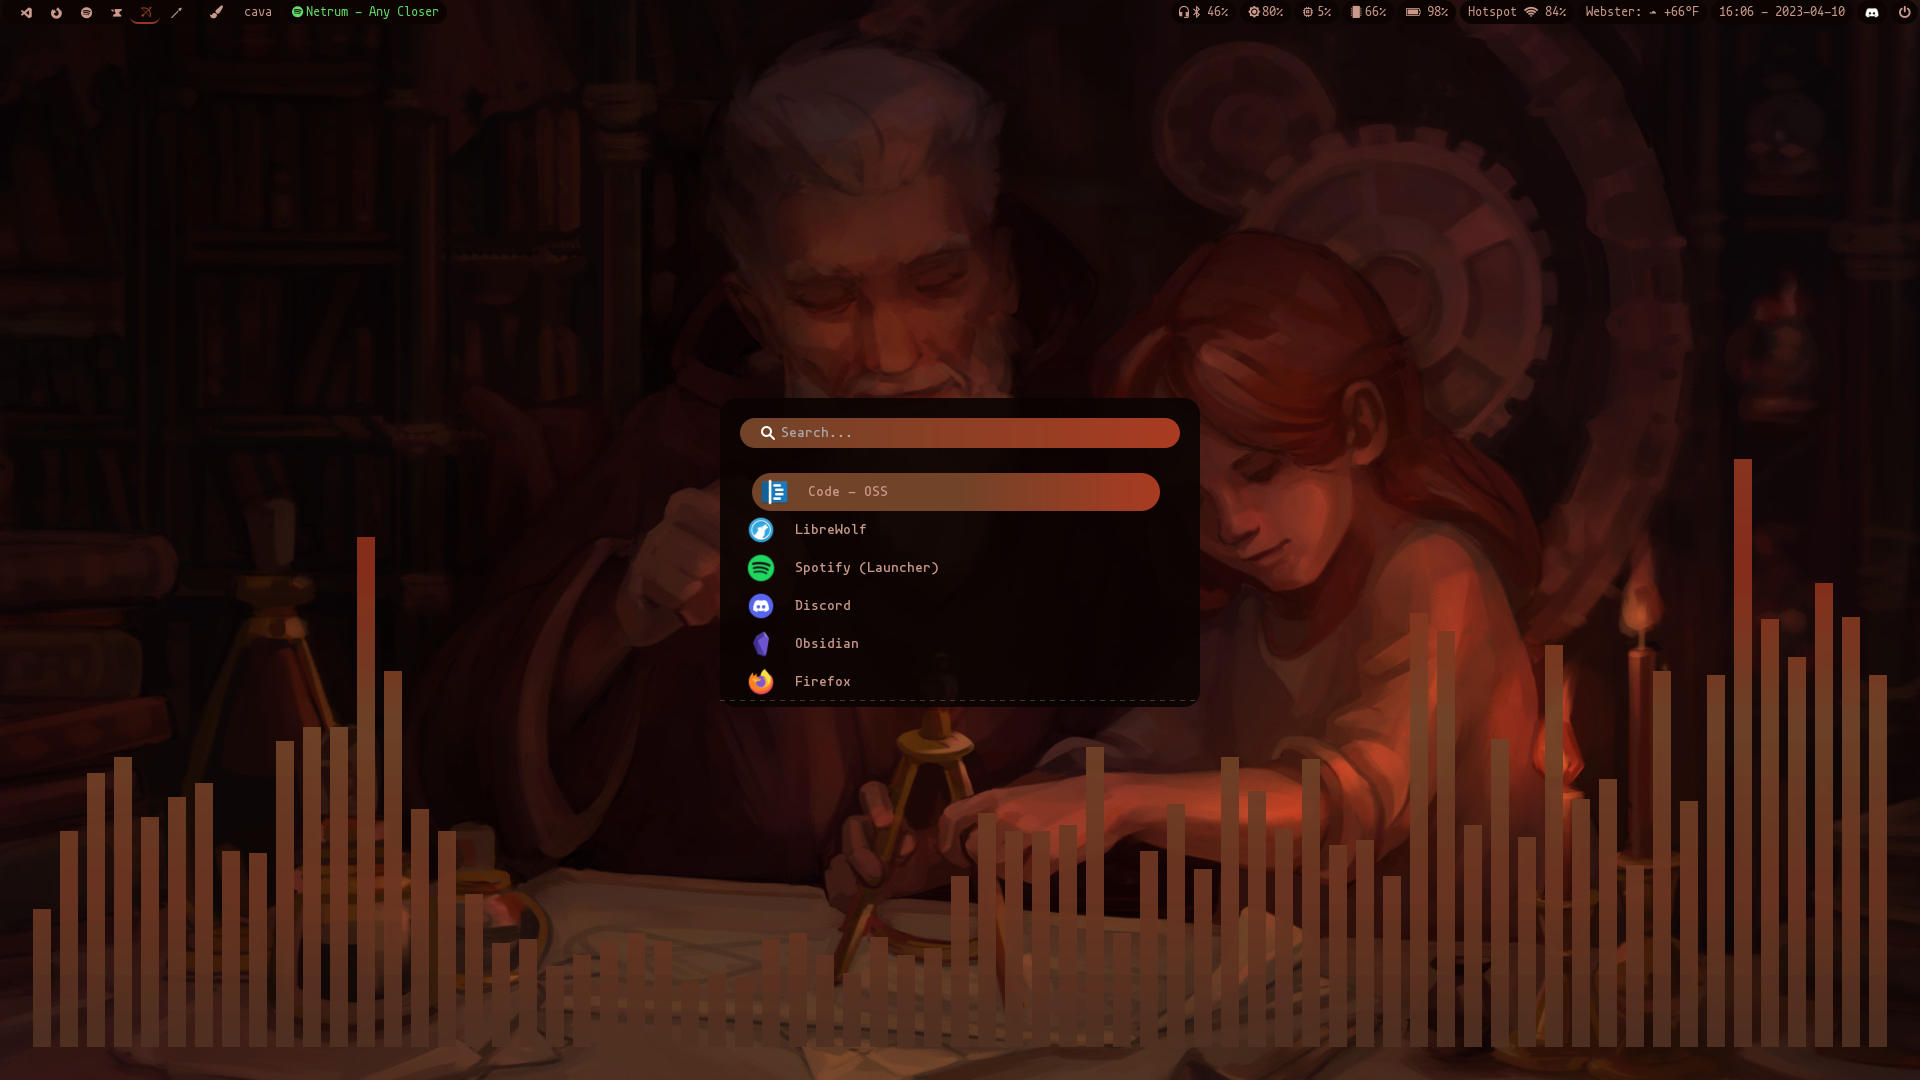 cava Netrum – Any Closer 46% 80% 5% 66% 98% Hotspot 84% Webster: +66°F 16:06 – 2023–04–10
Search...
Code – OSS
LibreWolf
Spotify (Launcher)
Discord
Obsidian
Firefox